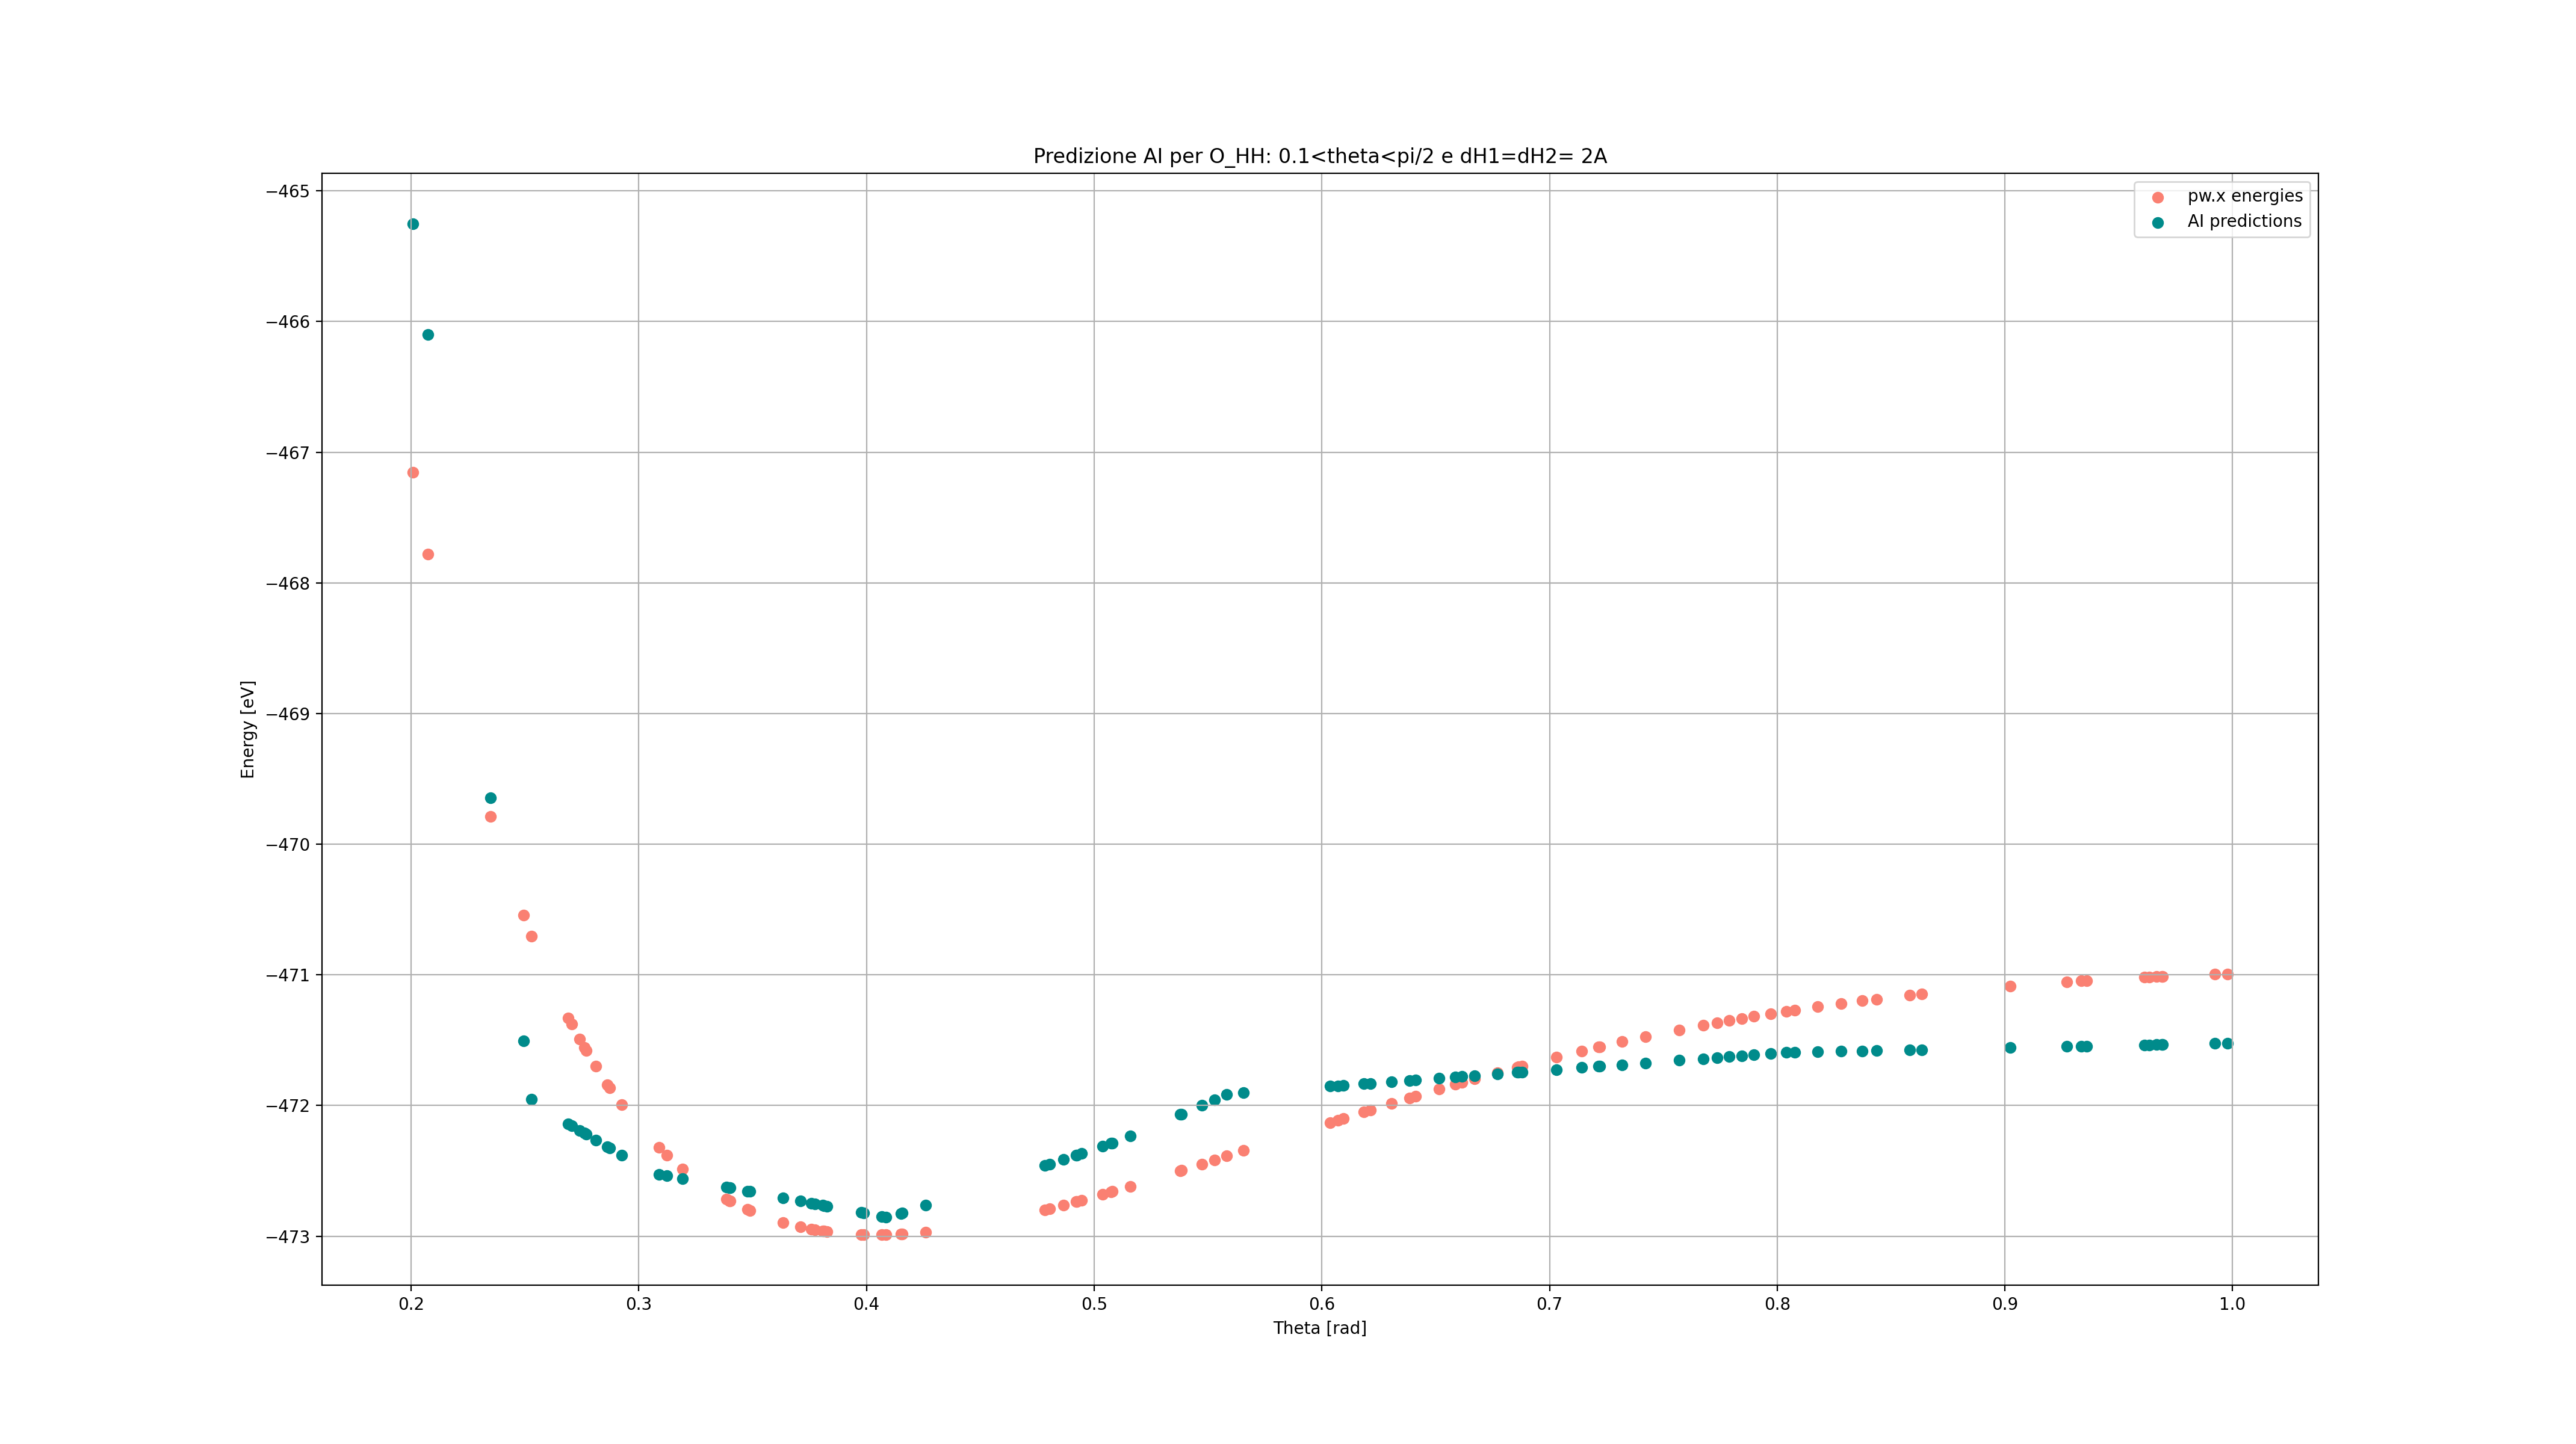 Predizione AI per O_HH: 0.1<theta<pi/2 e dH1=dH2= 2A
pw.x energies
AI predictions
Energy [eV]
−465
−466
−467
−468
−469
−470
−471
−472
−473
0.2 0.3 0.4 0.5 0.6 0.7 0.8 0.9 1.0
Theta [rad]